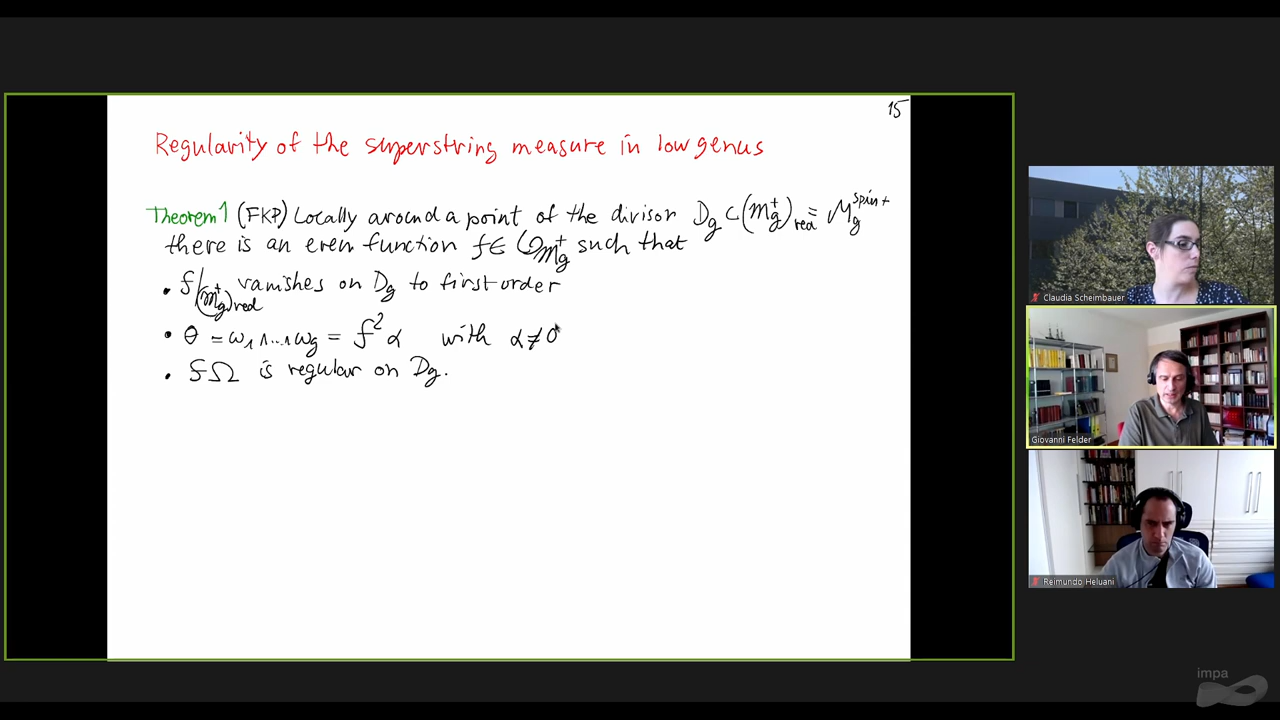 15
Regularity of the superstring measure in low genus
Theorem 1 (FKP) Locally around a point of the divisor D_g ⊂ (𝔐_g^+)_red = M_g^{spin+}
there is an even function f ∈ O_{𝔐_g^+} such that
• f|_{(𝔐_g^+)_red} vanishes on D_g to first order
• θ = ω_1 ∧ ... ∧ ω_g = f^2 α with α ≠ 0
• fΩ is regular on D_g.
Claudia Scheimbauer
Giovanni Felder
Reimundo Heluani
impa